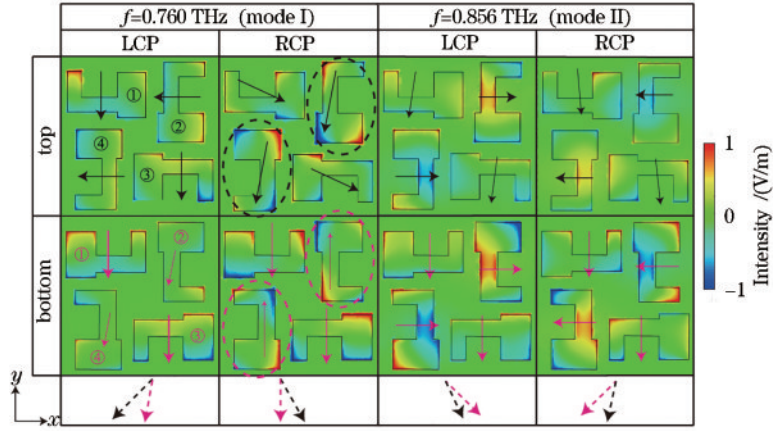 f=0.760 THz (mode I) f=0.856 THz (mode II)
LCP RCP LCP RCP
top
① ② ④ ③
bottom
① ② ④ ③
1
0
−1
Intensity /(V/m)
y
x